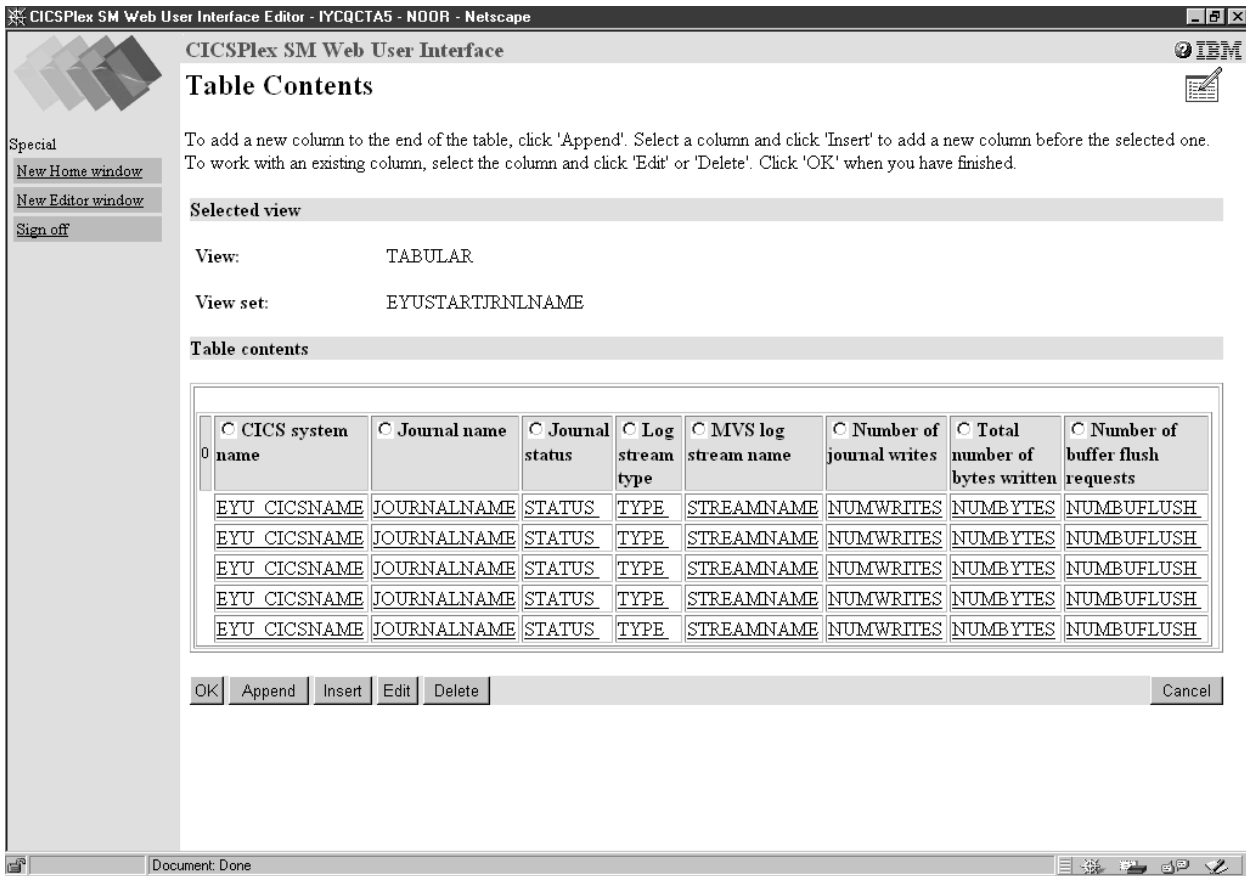 CICSPlex SM Web User Interface Editor - IYCQCTA5 - NOOR - Netscape
CICSPlex SM Web User Interface
IBM
Table Contents
Special
New Home window
New Editor window
Sign off
To add a new column to the end of the table, click 'Append'. Select a column and click 'Insert' to add a new column before the selected one.
To work with an existing column, select the column and click 'Edit' or 'Delete'. Click 'OK' when you have finished.
Selected view
View: TABULAR
View set: EYUSTARTJRNLNAME
Table contents
0 CICS system name Journal name Journal status Log stream type MVS log stream name Number of journal writes Total number of bytes written Number of buffer flush requests
EYU_CICSNAME JOURNALNAME STATUS TYPE STREAMNAME NUMWRITES NUMBYTES NUMBUFLUSH
EYU_CICSNAME JOURNALNAME STATUS TYPE STREAMNAME NUMWRITES NUMBYTES NUMBUFLUSH
EYU_CICSNAME JOURNALNAME STATUS TYPE STREAMNAME NUMWRITES NUMBYTES NUMBUFLUSH
EYU_CICSNAME JOURNALNAME STATUS TYPE STREAMNAME NUMWRITES NUMBYTES NUMBUFLUSH
EYU_CICSNAME JOURNALNAME STATUS TYPE STREAMNAME NUMWRITES NUMBYTES NUMBUFLUSH
OK Append Insert Edit Delete Cancel
Document: Done